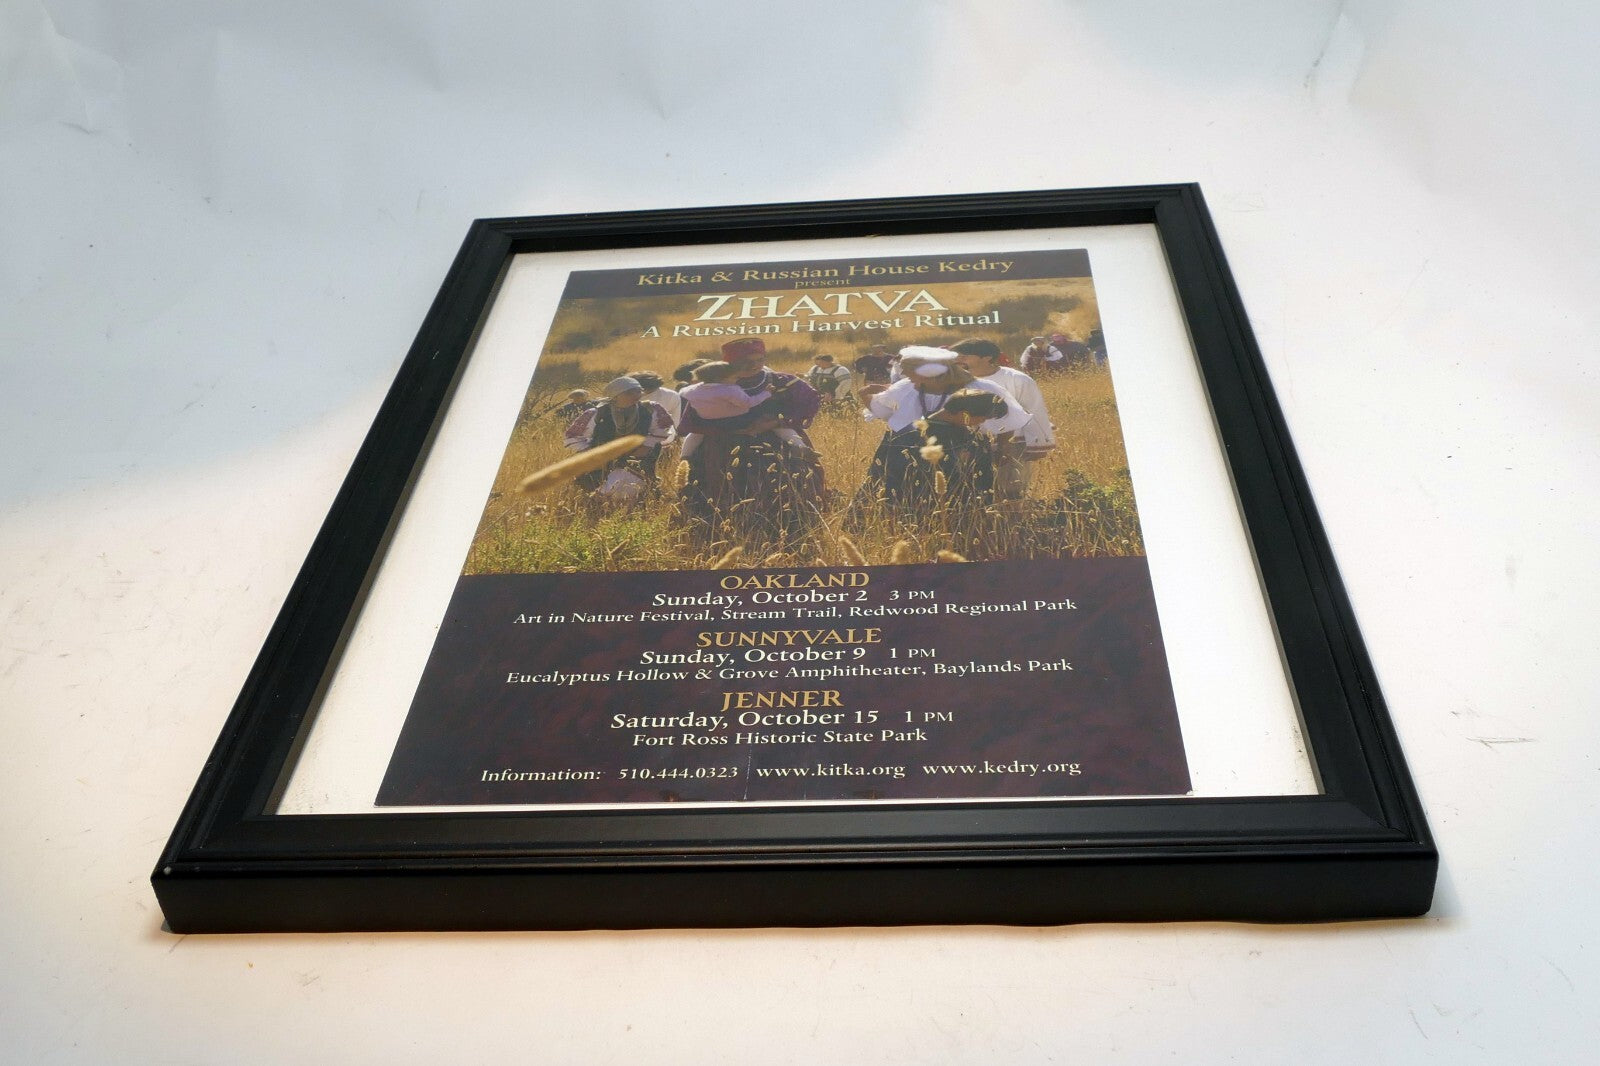 Kitka & Russian House Kedry
present
ZHATVA
A Russian Harvest Ritual
OAKLAND
Sunday, October 2 3 PM
Art in Nature Festival, Stream Trail, Redwood Regional Park
SUNNYVALE
Sunday, October 9 1 PM
Eucalyptus Hollow & Grove Amphitheater, Baylands Park
JENNER
Saturday, October 15 1 PM
Fort Ross Historic State Park
Information: 510.444.0323 www.kitka.org www.kedry.org